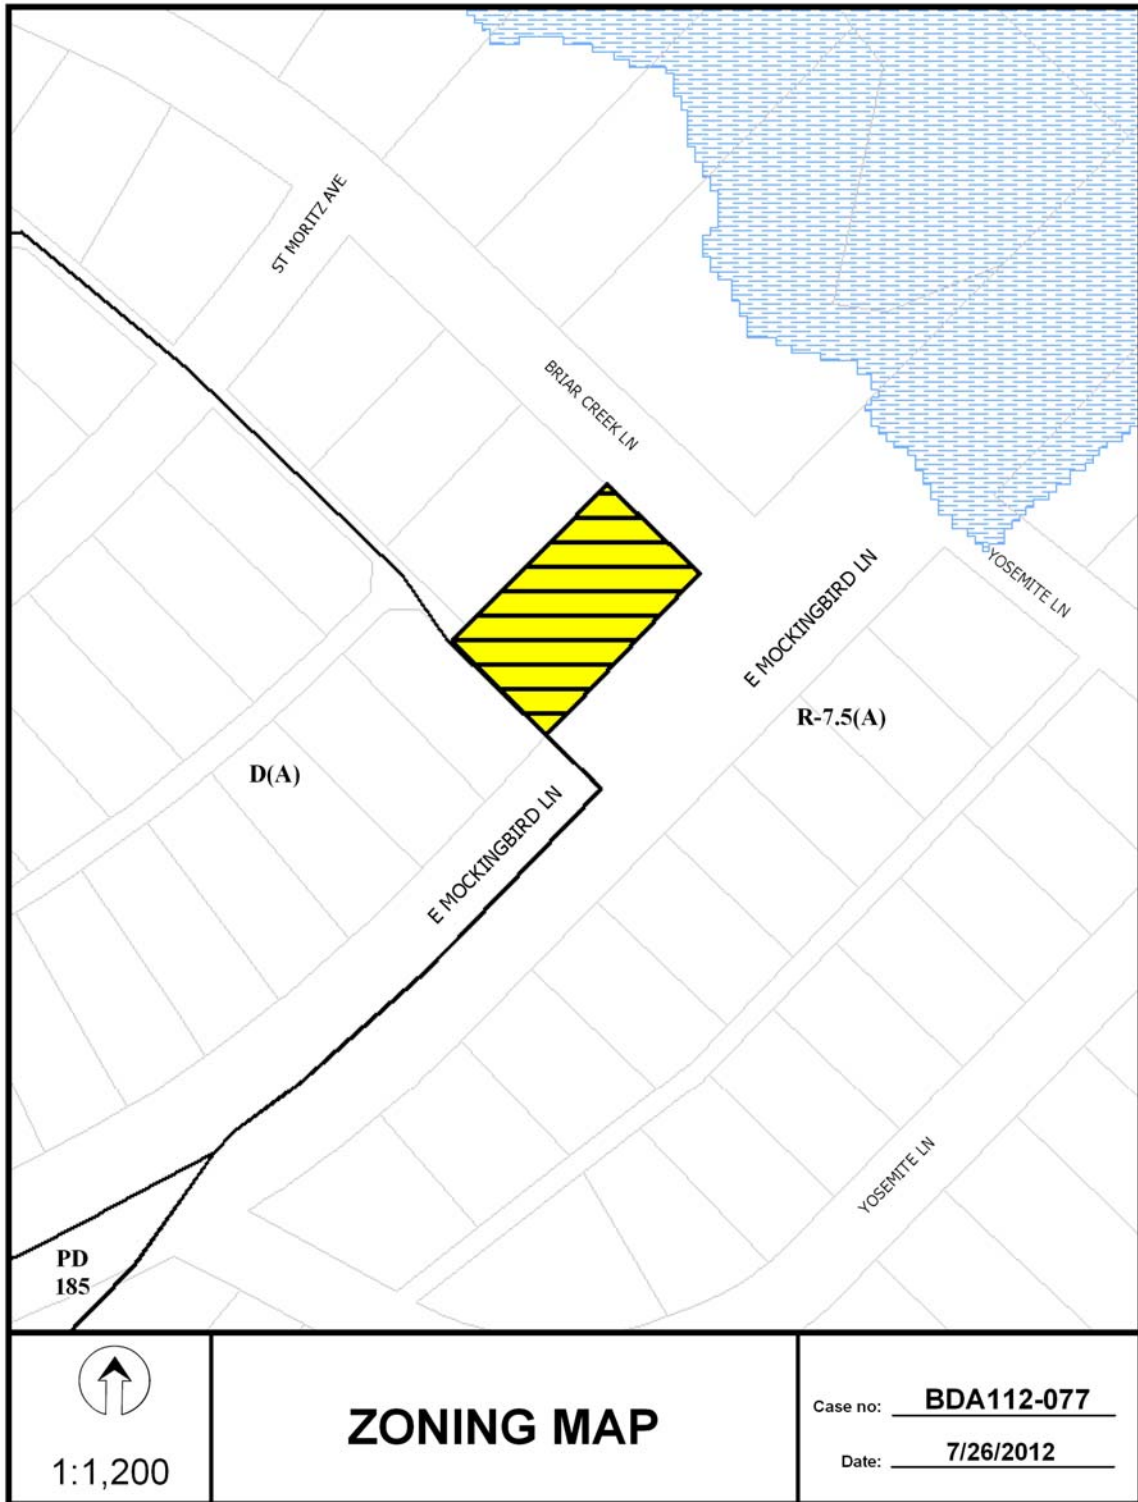 ST MORITZ AVE
BRIAR CREEK LN
YOSEMITE LN
E MOCKINGBIRD LN
R-7.5(A)
D(A)
E MOCKINGBIRD LN
YOSEMITE LN
PD
185
1:1,200
ZONING MAP
Case no: BDA112-077
Date: 7/26/2012